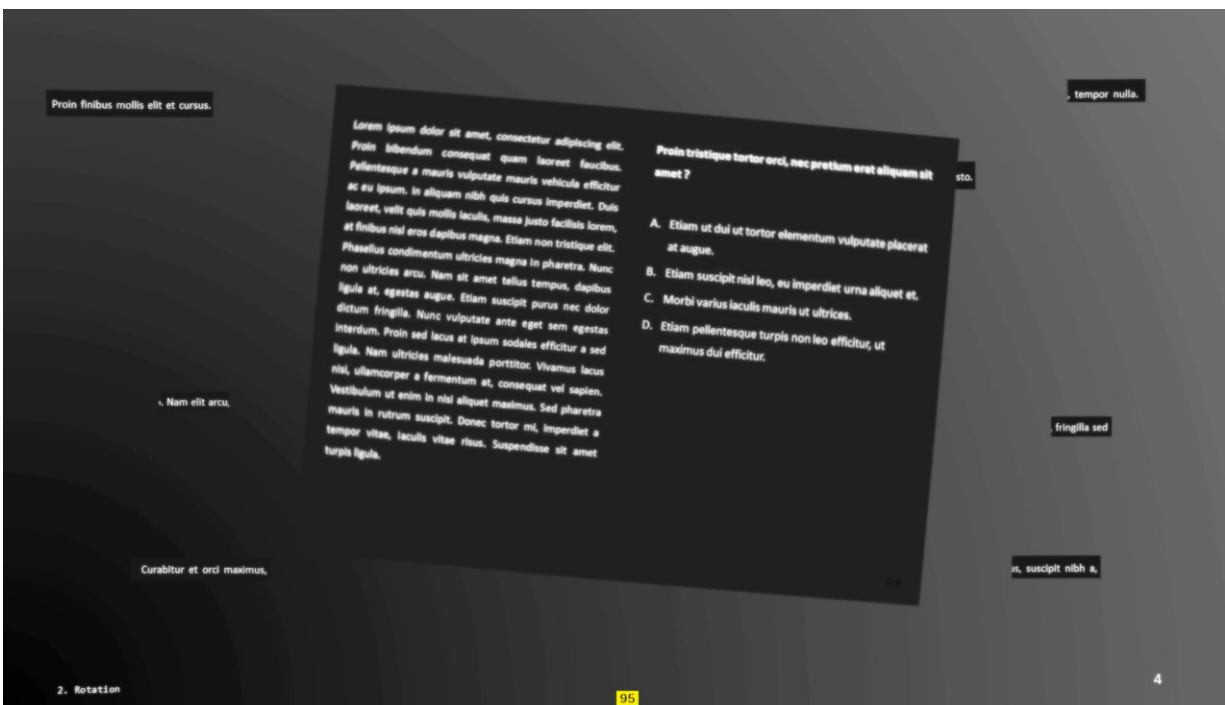 Proin finibus mollis elit et cursus.
, tempor nulla.
sto.
Lorem ipsum dolor sit amet, consectetur adipiscing elit.
Proin bibendum consequat quam laoreet faucibus.
Pellentesque a mauris vulputate mauris vehicula efficitur
ac eu ipsum. In aliquam nibh quis cursus imperdiet. Duis
laoreet, velit quis mollis iaculis, massa justo facilisis lorem,
at finibus nisl eros dapibus magna. Etiam non tristique elit.
Phasellus condimentum ultricies magna in pharetra. Nunc
non ultricies arcu. Nam sit amet tellus tempus, dapibus
ligula at, egestas augue. Etiam suscipit purus nec dolor
dictum fringilla. Nunc vulputate ante eget sem egestas
interdum. Proin sed lacus at ipsum sodales efficitur a sed
ligula. Nam ultricies malesuada porttitor. Vivamus lacus
nisi, ullamcorper a fermentum at, consequat vel sapien.
Vestibulum ut enim in nisl aliquet maximus. Sed pharetra
mauris in rutrum suscipit. Donec tortor mi, imperdiet a
tempor vitae, iaculis vitae risus. Suspendisse sit amet
turpis ligula.
Proin tristique tortor orci, nec pretium erat aliquam sit
amet ?
A. Etiam ut dui ut tortor elementum vulputate placerat
at augue.
B. Etiam suscipit nisl leo, eu imperdiet urna aliquet et.
C. Morbi varius iaculis mauris ut ultrices.
D. Etiam pellentesque turpis non leo efficitur, ut
maximus dui efficitur.
. Nam elit arcu,
, fringilla sed
Curabitur et orci maximus,
us, suscipit nibh a,
2. Rotation
95
4